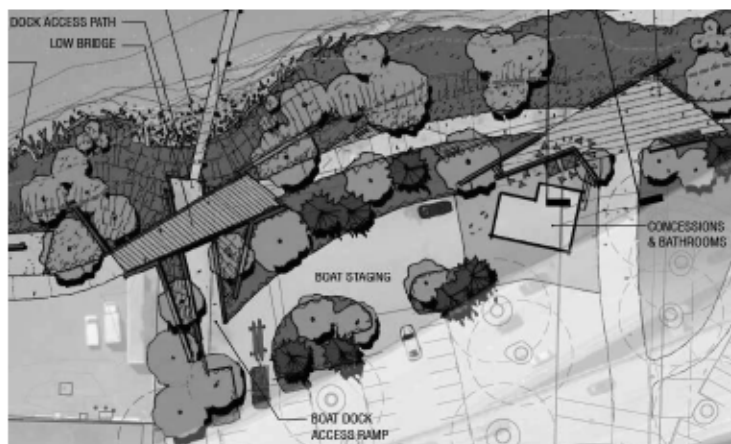 DOCK ACCESS PATH
LOW BRIDGE
CONCESSIONS
& BATHROOMS
BOAT STAGING
BOAT DOCK
ACCESS RAMP